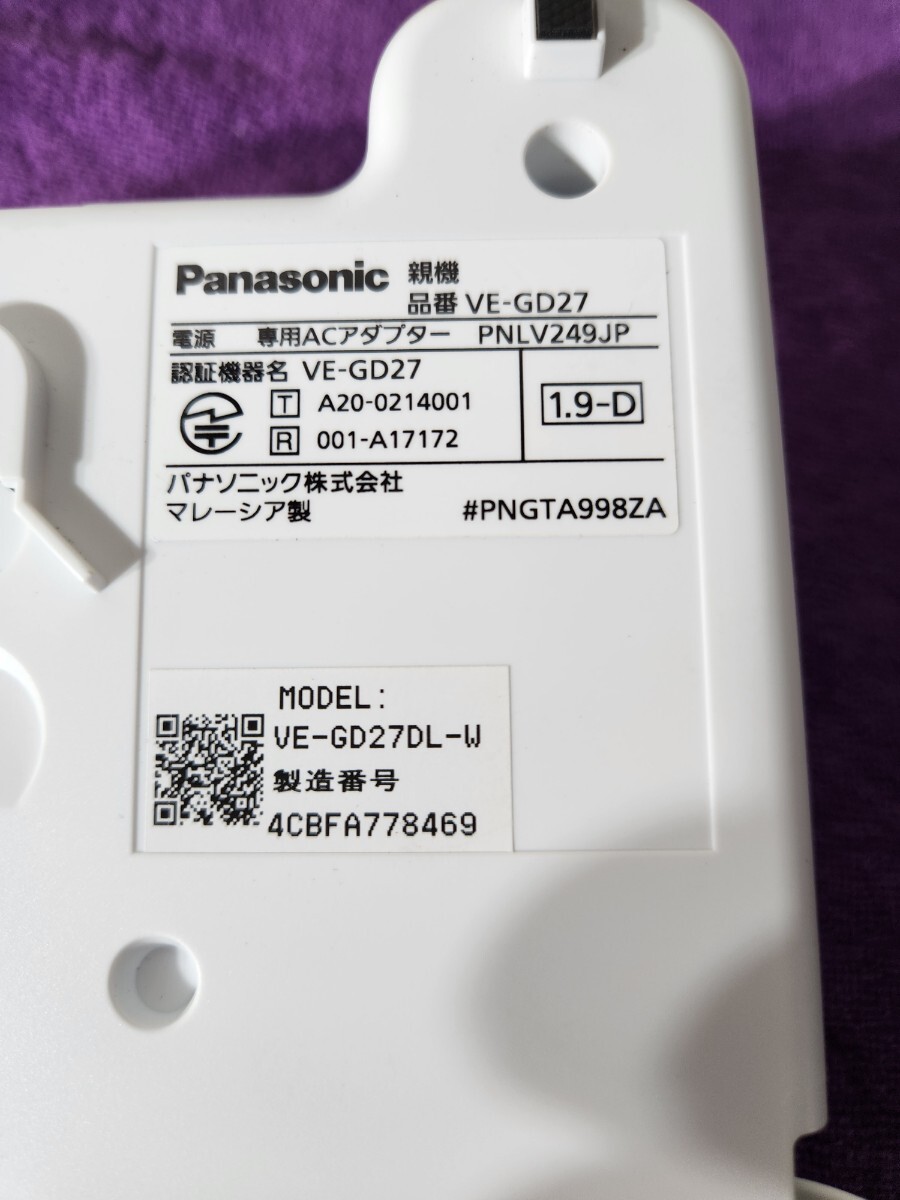 Panasonic 親機
品番 VE-GD27
電源 専用ACアダプター PNLV249JP
認証機器名 VE-GD27
T A20-0214001
R 001-A17172
1.9-D
パナソニック株式会社
マレーシア製 #PNGTA998ZA
MODEL:
VE-GD27DL-W
製造番号
4CBFA778469